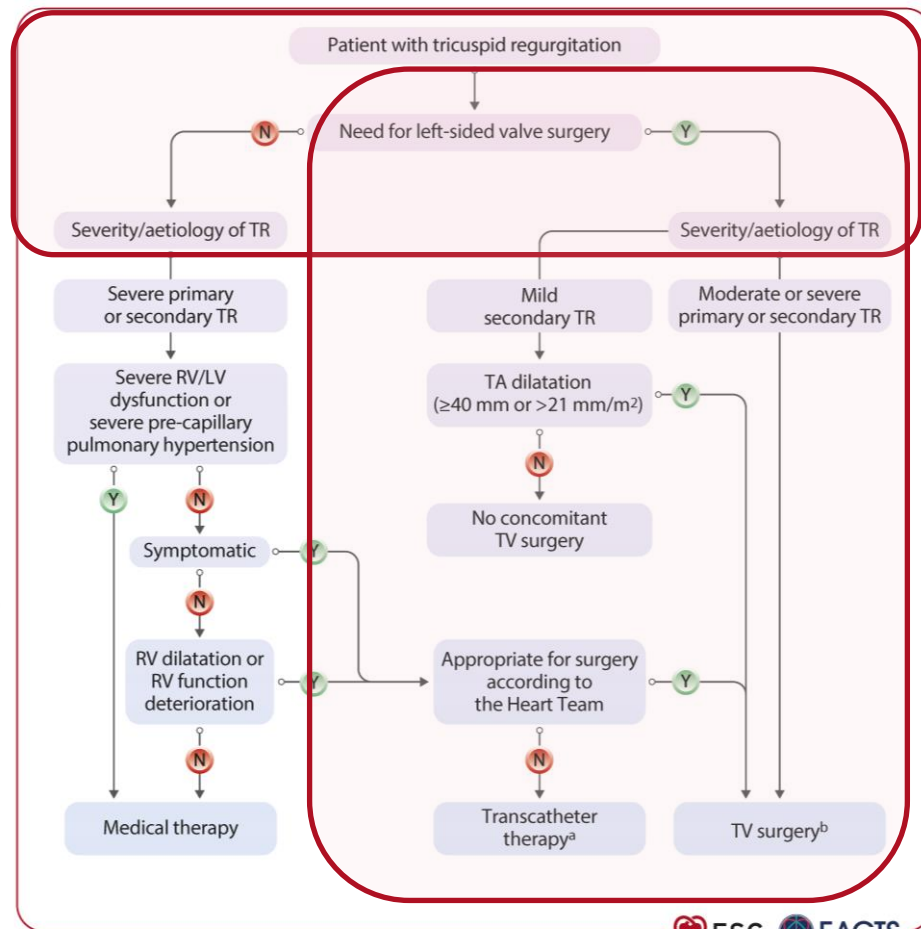 Patient with tricuspid regurgitation
N
Need for left-sided valve surgery
Y
Severity/aetiology of TR
Severity/aetiology of TR
Severe primary
or secondary TR
Mild
secondary TR
Moderate or severe
primary or secondary TR
Severe RV/LV
dysfunction or
severe pre-capillary
pulmonary hypertension
TA dilatation
(≥40 mm or >21 mm/m²)
Y
N
Y
N
No concomitant
TV surgery
Symptomatic
Y
N
RV dilatation or
RV function
deterioration
Y
Appropriate for surgery
according to
the Heart Team
Y
N
N
Medical therapy
Transcatheter
therapyᵃ
TV surgeryᵇ
ESC
EACTS